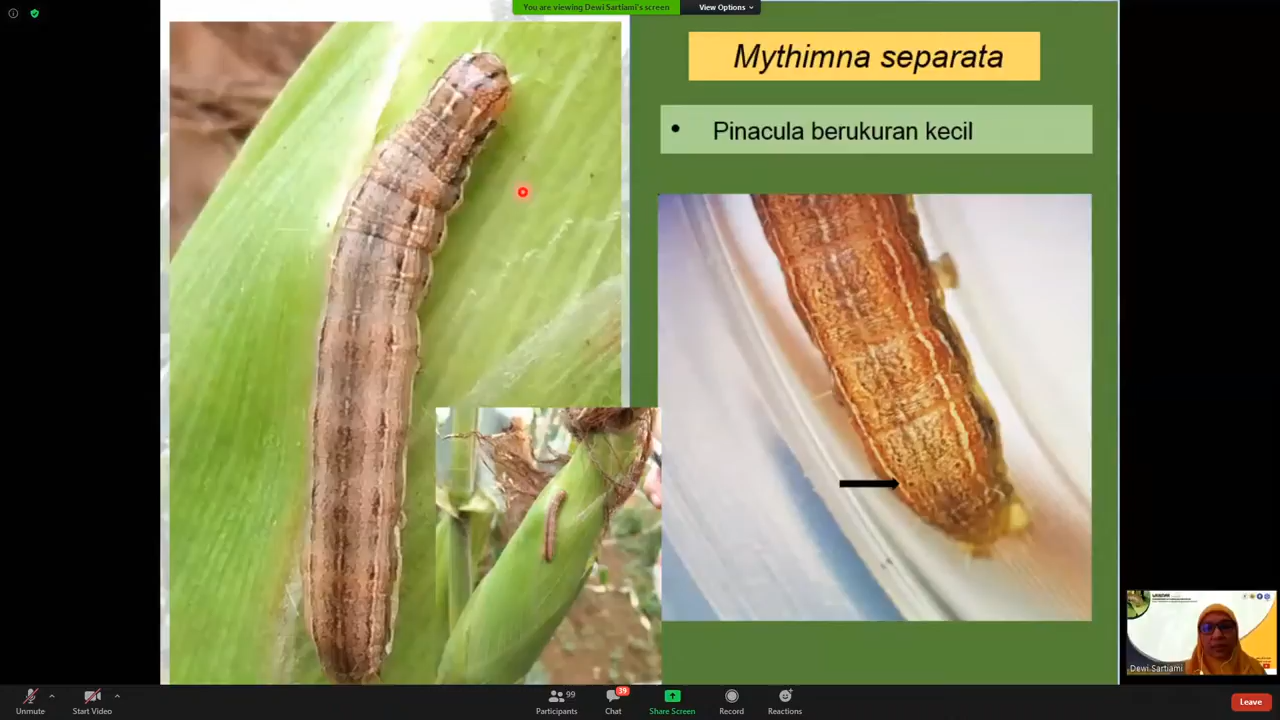 You are viewing Dewi Sartiami's screen
View Options
Mythimna separata
• Pinacula berukuran kecil
Dewi Sartiami
Unmute
Start Video
99
Participants
39
Chat
Share Screen
Record
Reactions
Leave